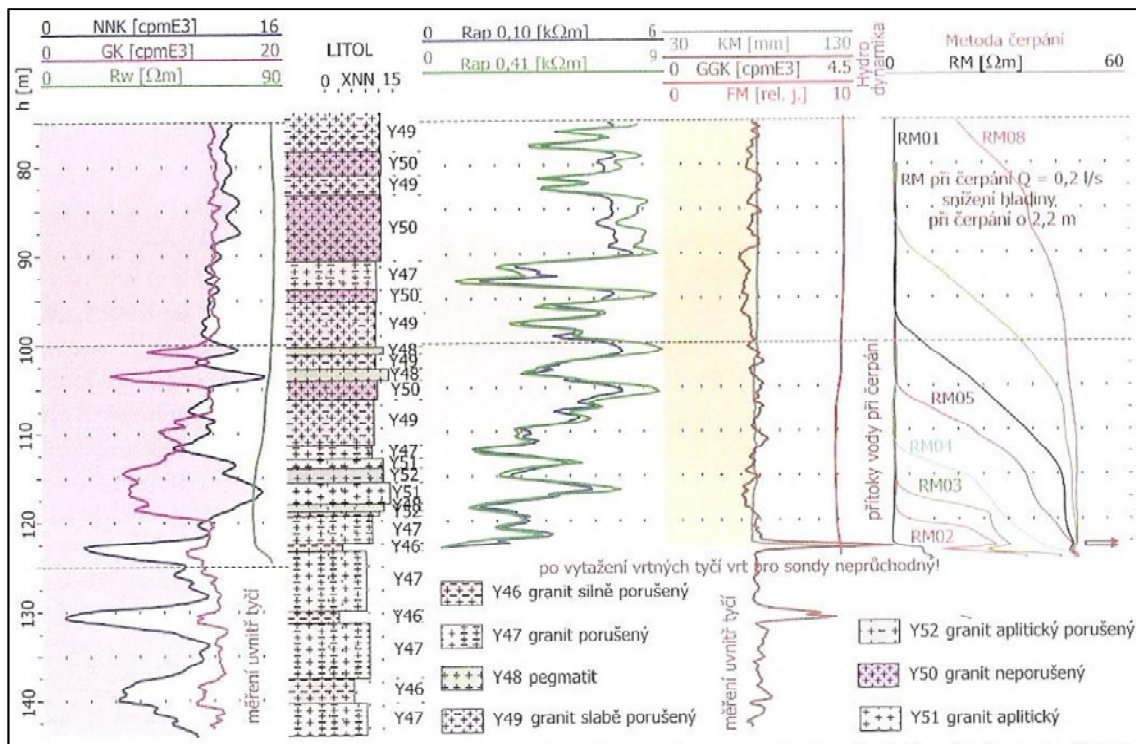 0 NNK [cpmE3] 16
0 GK [cpmE3] 20
0 Rw [Ωm] 90
h [m]
LITOL
0 XNN 15
0 Rap 0,10 [kΩm] 6
0 Rap 0,41 [kΩm] 9
30 KM [mm] 130
0 GGK [cpmE3] 4.5
0 FM [rel. j.] 10
Hydro
dynamika
Metoda čerpání
0 RM [Ωm] 60
80
90
100
110
120
130
140
Y49
Y50
Y49
Y50
Y47
Y50
Y49
Y48
Y49
Y48
Y50
Y49
Y47
Y51
Y52
Y51
Y52
Y47
Y46
Y47
Y46
Y47
Y46
Y47
RM01
RM08
RM při čerpání Q = 0,2 l/s
snížení hladiny
při čerpání o 2,2 m
RM05
RM04
RM03
RM02
přítoky vody při čerpání
po vytažení vrtných tyčí vrt pro sondy neprůchodný!
měření uvnitř tyčí
měření uvnitř tyčí
Y46 granit silně porušený
Y47 granit porušený
Y48 pegmatit
Y49 granit slabě porušený
Y52 granit aplitický porušený
Y50 granit neporušený
Y51 granit aplitický